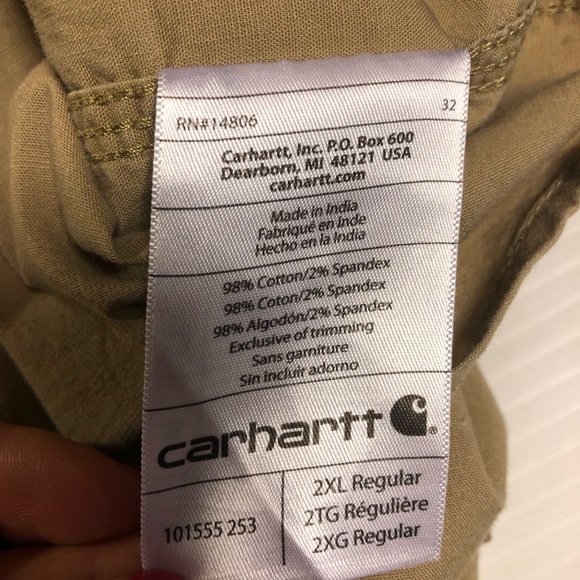 RN#14806 32
Carhartt, Inc. P.O. Box 600
Dearborn, MI 48121 USA
carhartt.com
Made in India
Fabriqué en Inde
Hecho en la India
98% Cotton/2% Spandex
98% Coton/2% Spandex
98% Algodón/2% Spandex
Exclusive of trimming
Sans garniture
Sin incluir adorno
carhartt ®
101555 253
2XL Regular
2TG Régulière
2XG Regular